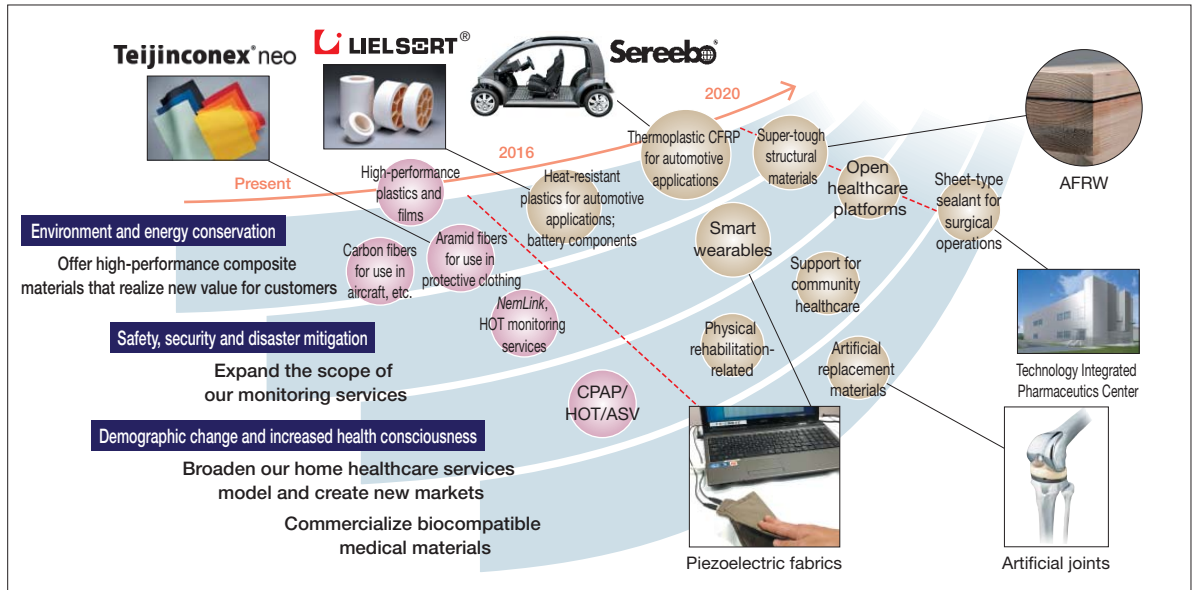 Teijinconex® neo
LIELSORT®
Sereebo®
2020
2016
Present
High-performance
plastics and
films
Heat-resistant
plastics for automotive
applications;
battery components
Thermoplastic CFRP
for automotive
applications
Super-tough
structural
materials
Open
healthcare
platforms
Sheet-type
sealant for
surgical
operations
AFRW
Environment and energy conservation
Offer high-performance composite
materials that realize new value for customers
Carbon fibers
for use in
aircraft, etc.
Aramid fibers
for use in
protective clothing
Smart
wearables
Support for
community
healthcare
NemLink,
HOT monitoring
services
Safety, security and disaster mitigation
Expand the scope of
our monitoring services
Physical
rehabilitation-
related
Artificial
replacement
materials
Technology Integrated
Pharmaceutics Center
CPAP/
HOT/ASV
Demographic change and increased health consciousness
Broaden our home healthcare services
model and create new markets
Commercialize biocompatible
medical materials
Piezoelectric fabrics
Artificial joints